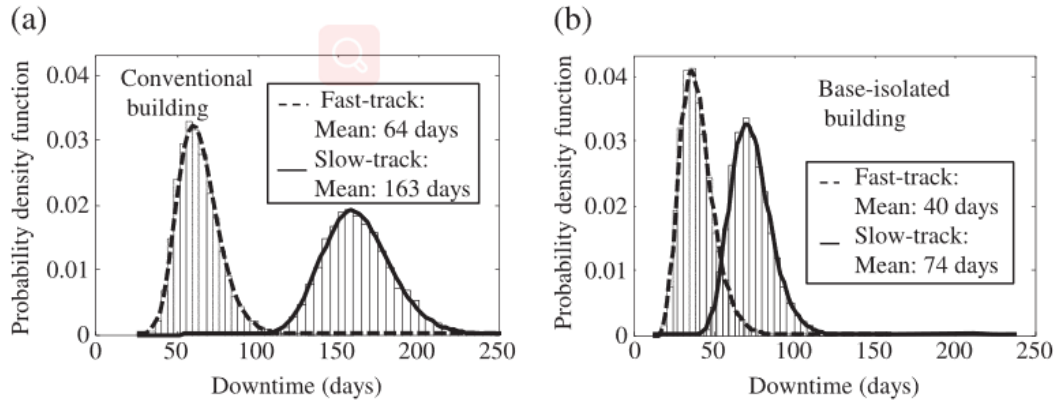 (a)
Conventional
building
Fast-track:
Mean: 64 days
Slow-track:
Mean: 163 days
Probability density function
0.04
0.03
0.02
0.01
0
0
50
100
150
200
250
Downtime (days)
(b)
Base-isolated
building
Fast-track:
Mean: 40 days
Slow-track:
Mean: 74 days
Probability density function
0.04
0.03
0.02
0.01
0
0
50
100
150
200
250
Downtime (days)